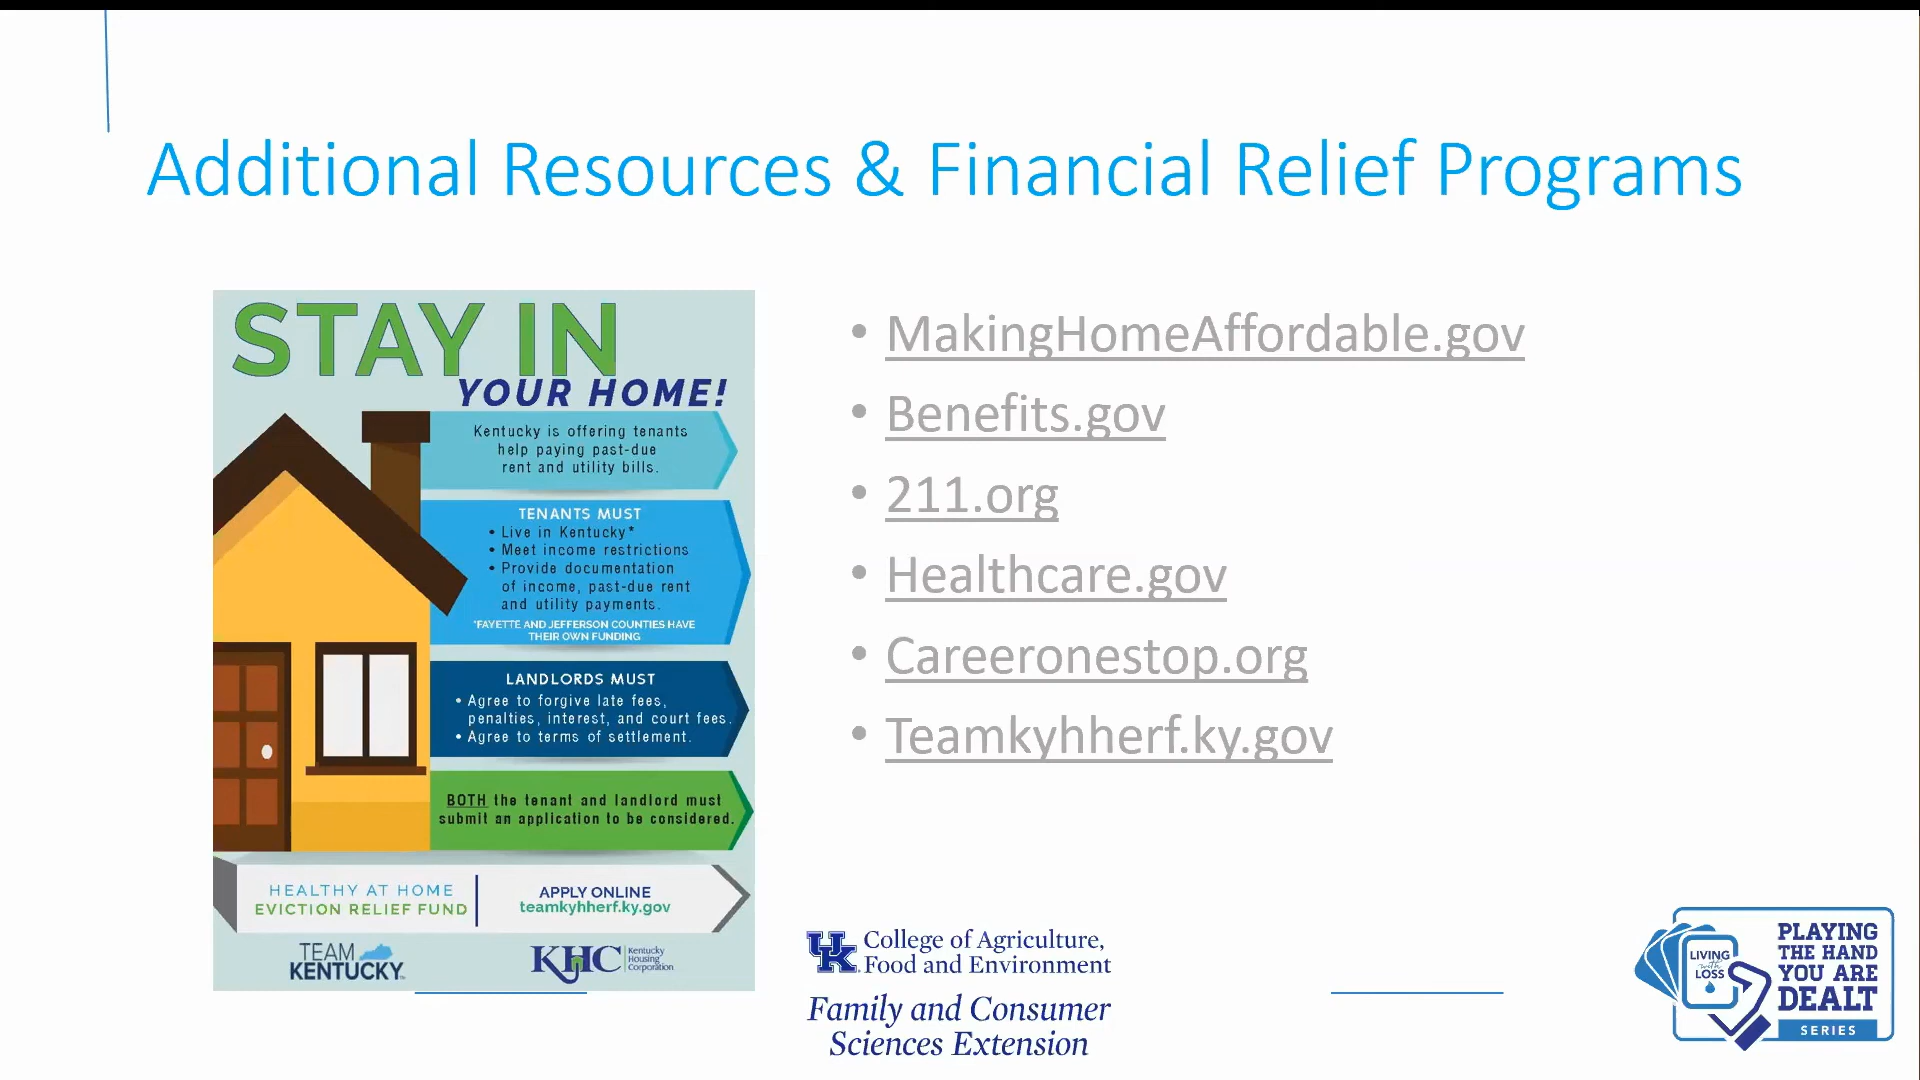 Additional Resources & Financial Relief Programs
STAY IN
YOUR HOME!
Kentucky is offering tenants
help paying past-due
rent and utility bills.
TENANTS MUST
• Live in Kentucky*
• Meet income restrictions
• Provide documentation
of income, past-due rent
and utility payments.
*FAYETTE AND JEFFERSON COUNTIES HAVE
THEIR OWN FUNDING
LANDLORDS MUST
• Agree to forgive late fees,
penalties, interest, and court fees.
• Agree to terms of settlement.
BOTH the tenant and landlord must
submit an application to be considered.
HEALTHY AT HOME
EVICTION RELIEF FUND
APPLY ONLINE
teamkyhherf.ky.gov
TEAM
KENTUCKY
KHC
Kentucky
Housing
Corporation
• MakingHomeAffordable.gov
• Benefits.gov
• 211.org
• Healthcare.gov
• Careeronestop.org
• Teamkyhherf.ky.gov
UK College of Agriculture,
Food and Environment
Family and Consumer
Sciences Extension
LIVING
with
LOSS
PLAYING
THE HAND
YOU ARE
DEALT
SERIES